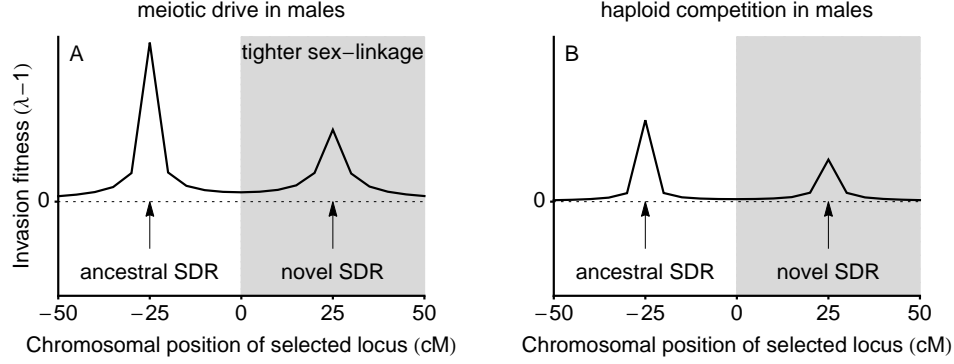 meiotic drive in males
haploid competition in males
A
tighter sex−linkage
B
Invasion fitness (λ−1)
0
0
ancestral SDR
novel SDR
ancestral SDR
novel SDR
−50 −25 0 25 50
−50 −25 0 25 50
Chromosomal position of selected locus (cM)
Chromosomal position of selected locus (cM)